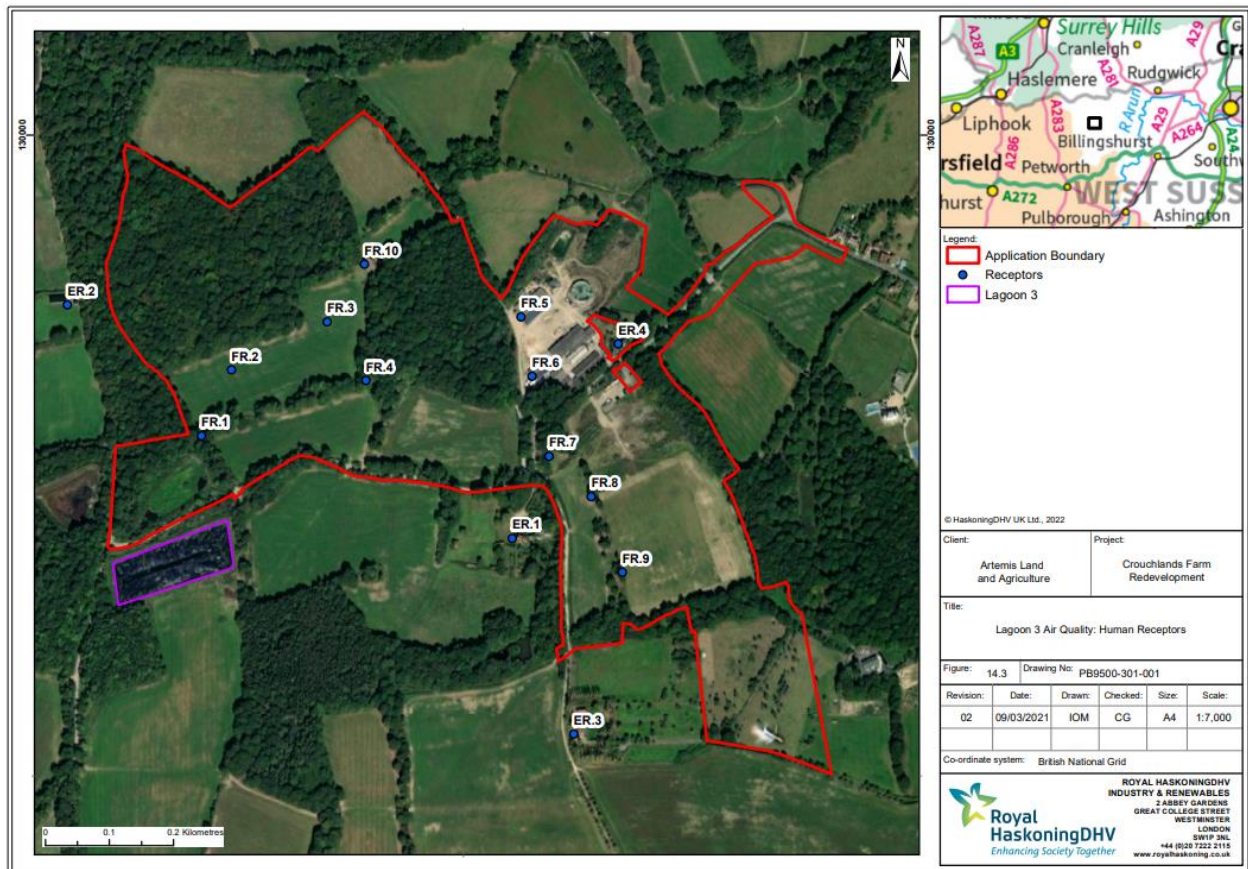 N
130000
130000
ER.2
FR.10
FR.3
FR.2
FR.4
FR.1
FR.5
ER.4
FR.6
FR.7
FR.8
ER.1
FR.9
ER.3
0 0.1 0.2 Kilometres
Surrey Hills
A287
A3
Cranleigh
A281
A29
Rudgwick
Haslemere
Liphook
A283
R Arun
A29
A264
Billingshurst
A286
rsfield
Petworth
A24
hurst
A272
WEST SUSS
Pulborough
Ashington
Legend:
Application Boundary
Receptors
Lagoon 3
© HaskoningDHV UK Ltd., 2022
Client:
Project:
Artemis Land
and Agriculture
Crouchlands Farm
Redevelopment
Title:
Lagoon 3 Air Quality: Human Receptors
Figure: 14.3 Drawing No: PB9500-301-001
Revision: Date: Drawn: Checked: Size: Scale:
02 09/03/2021 IOM CG A4 1:7,000
Co-ordinate system: British National Grid
Royal
HaskoningDHV
Enhancing Society Together
ROYAL HASKONINGDHV
INDUSTRY & RENEWABLES
2 ABBEY GARDENS
GREAT COLLEGE STREET
WESTMINSTER
LONDON
SW1P 3NL
+44 (0)20 7222 2115
www.royalhaskoning.co.uk